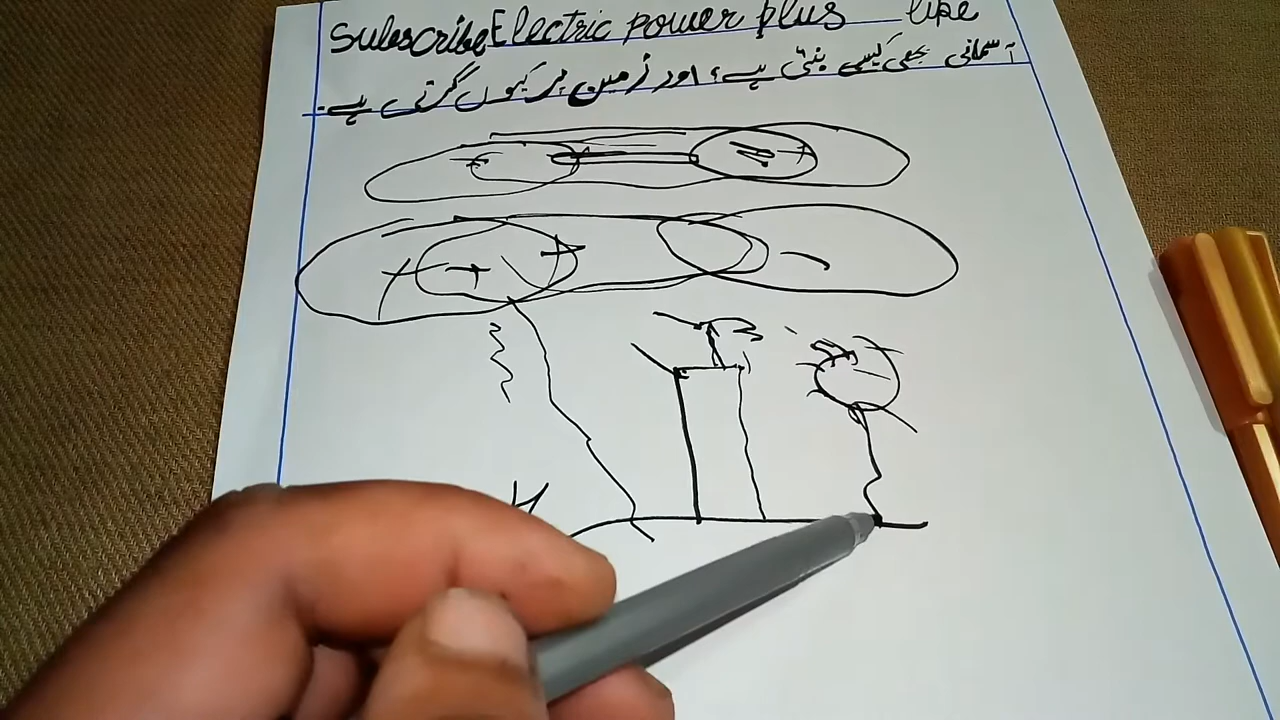 Subscribe Electric power plus like
آسمانی بجلی کیسے بنتی ہے؟ اور زمین پر کیوں گرتی ہے۔